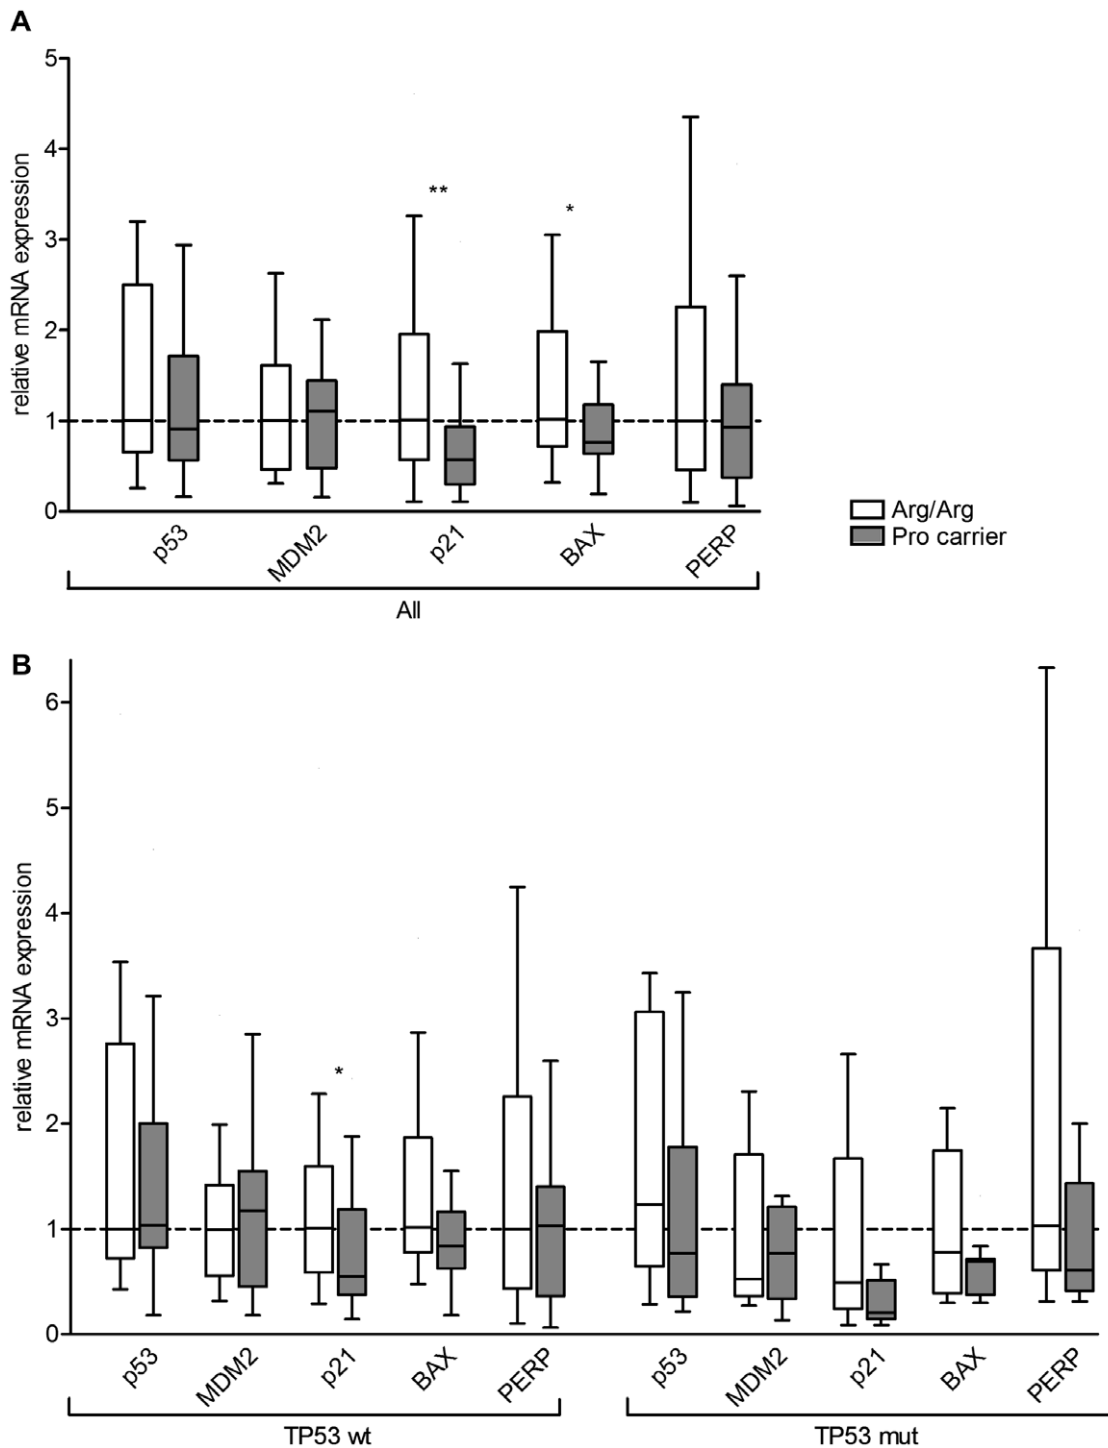 A
5
4
3
2
1
0
relative mRNA expression
**
*
p53 MDM2 p21 BAX PERP
All
Arg/Arg
Pro carrier
B
6
5
4
3
2
1
0
relative mRNA expression
*
p53 MDM2 p21 BAX PERP p53 MDM2 p21 BAX PERP
TP53 wt TP53 mut